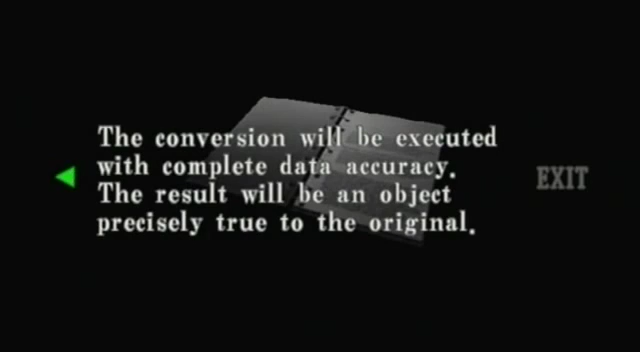 The conversion will be executed
with complete data accuracy.
The result will be an object
precisely true to the original.
EXIT